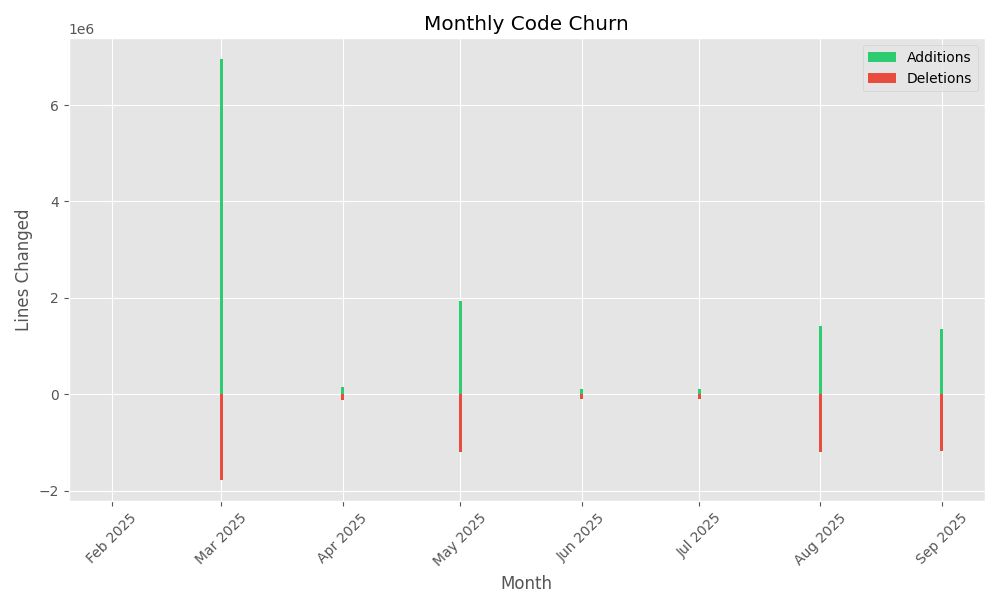 Monthly Code Churn
1e6
Additions
Deletions
6
4
2
0
−2
Lines Changed
Feb 2025
Mar 2025
Apr 2025
May 2025
Jun 2025
Jul 2025
Aug 2025
Sep 2025
Month